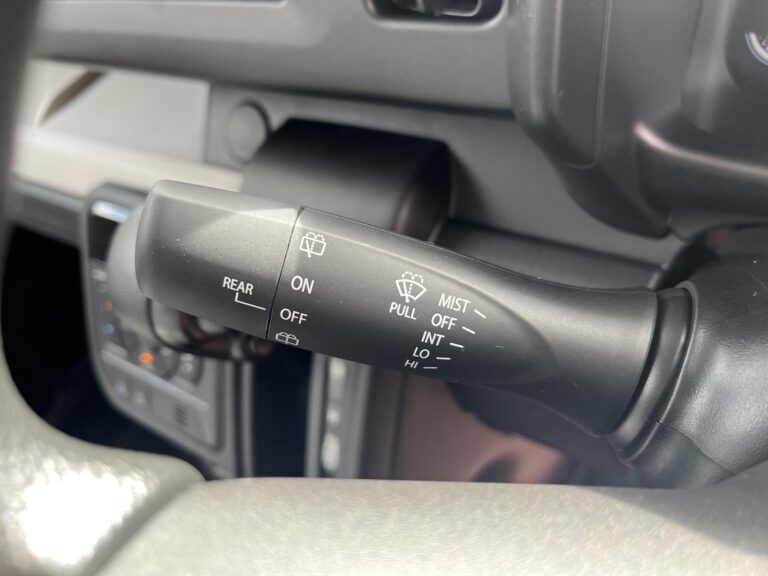 REAR
ON
OFF
PULL
MIST
OFF
INT
LO
HI